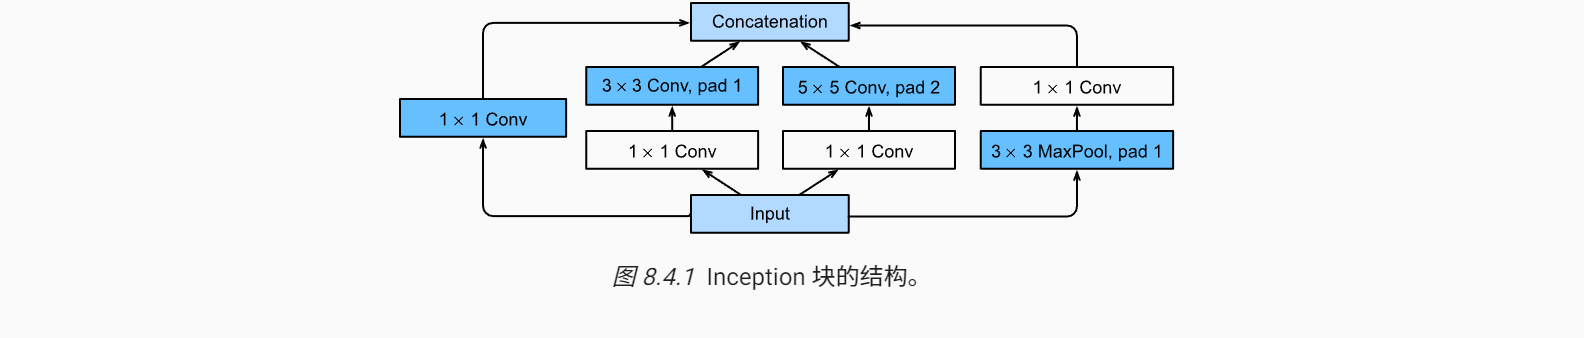 Concatenation
3 × 3 Conv, pad 1
5 × 5 Conv, pad 2
1 × 1 Conv
1 × 1 Conv
1 × 1 Conv
1 × 1 Conv
3 × 3 MaxPool, pad 1
Input
图 8.4.1 Inception 块的结构。